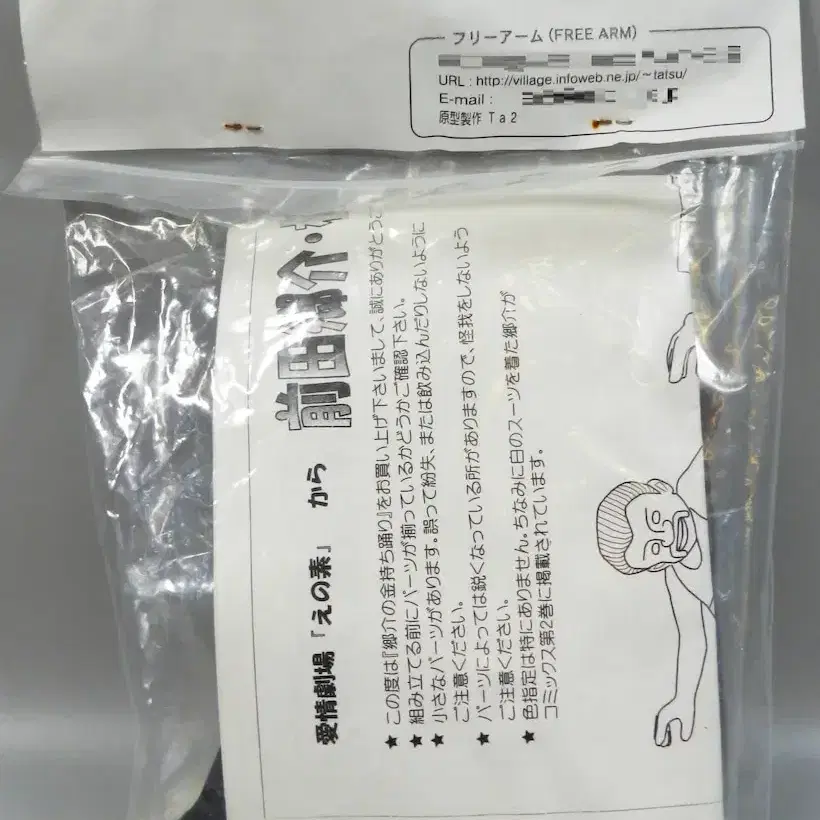 フリーアーム (FREE ARM)
URL : http://village.infoweb.ne.jp/~tatsu/
E-mail :
原型製作 Ta2
愛情劇場『えの素』 から
前田郷介・
★ この度は『郷介の金持ち踊り』をお買い上げ下さいまして、誠にありがとうご
★ 組み立てる前にパーツが揃っているかどうかご確認下さい。
★ 小さなパーツがあります。誤って紛失、または飲み込んだりしないように
ご注意ください。
★ パーツによっては鋭くなっている所がありますので、怪我をしないよう
ご注意ください。
★ 色指定は特にありません。ちなみに白のスーツを着た郷介が
コミックス第2巻に掲載されています。